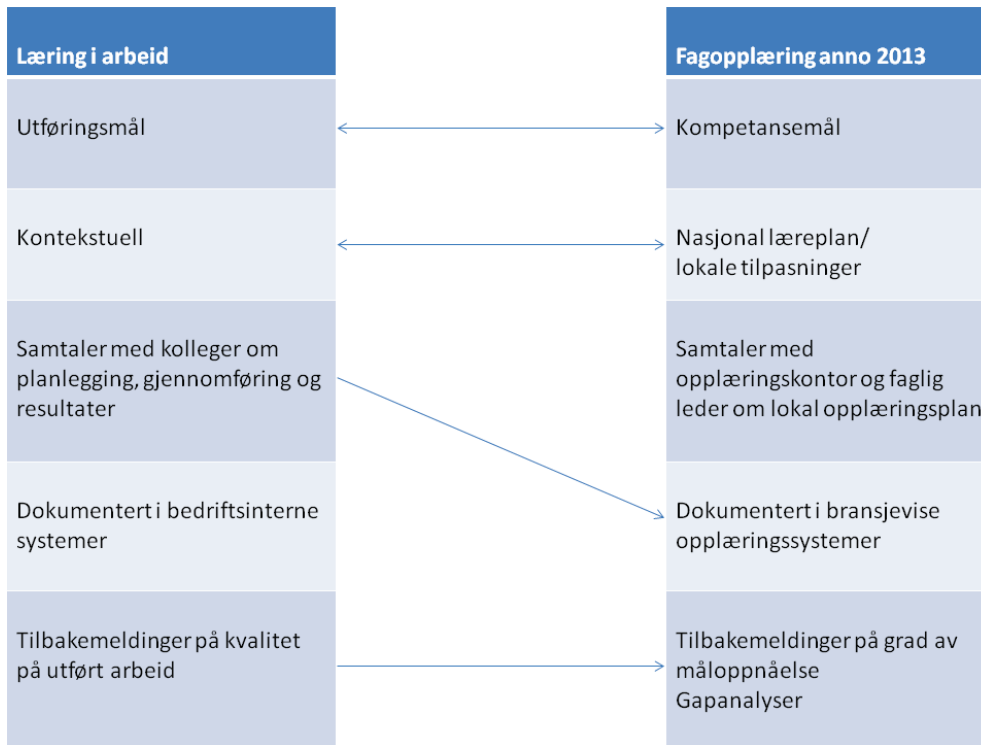 Læring i arbeid
Fagopplæring anno 2013
Utføringsmål
Kompetansemål
Kontekstuell
Nasjonal læreplan/
lokale tilpasninger
Samtaler med kolleger om
planlegging, gjennomføring og
resultater
Samtaler med
opplæringskontor og faglig
leder om lokal opplæringsplan
Dokumentert i bedriftsinterne
systemer
Dokumentert i bransjevise
opplæringssystemer
Tilbakemeldinger på kvalitet
på utført arbeid
Tilbakemeldinger på grad av
måloppnåelse
Gapanalyser